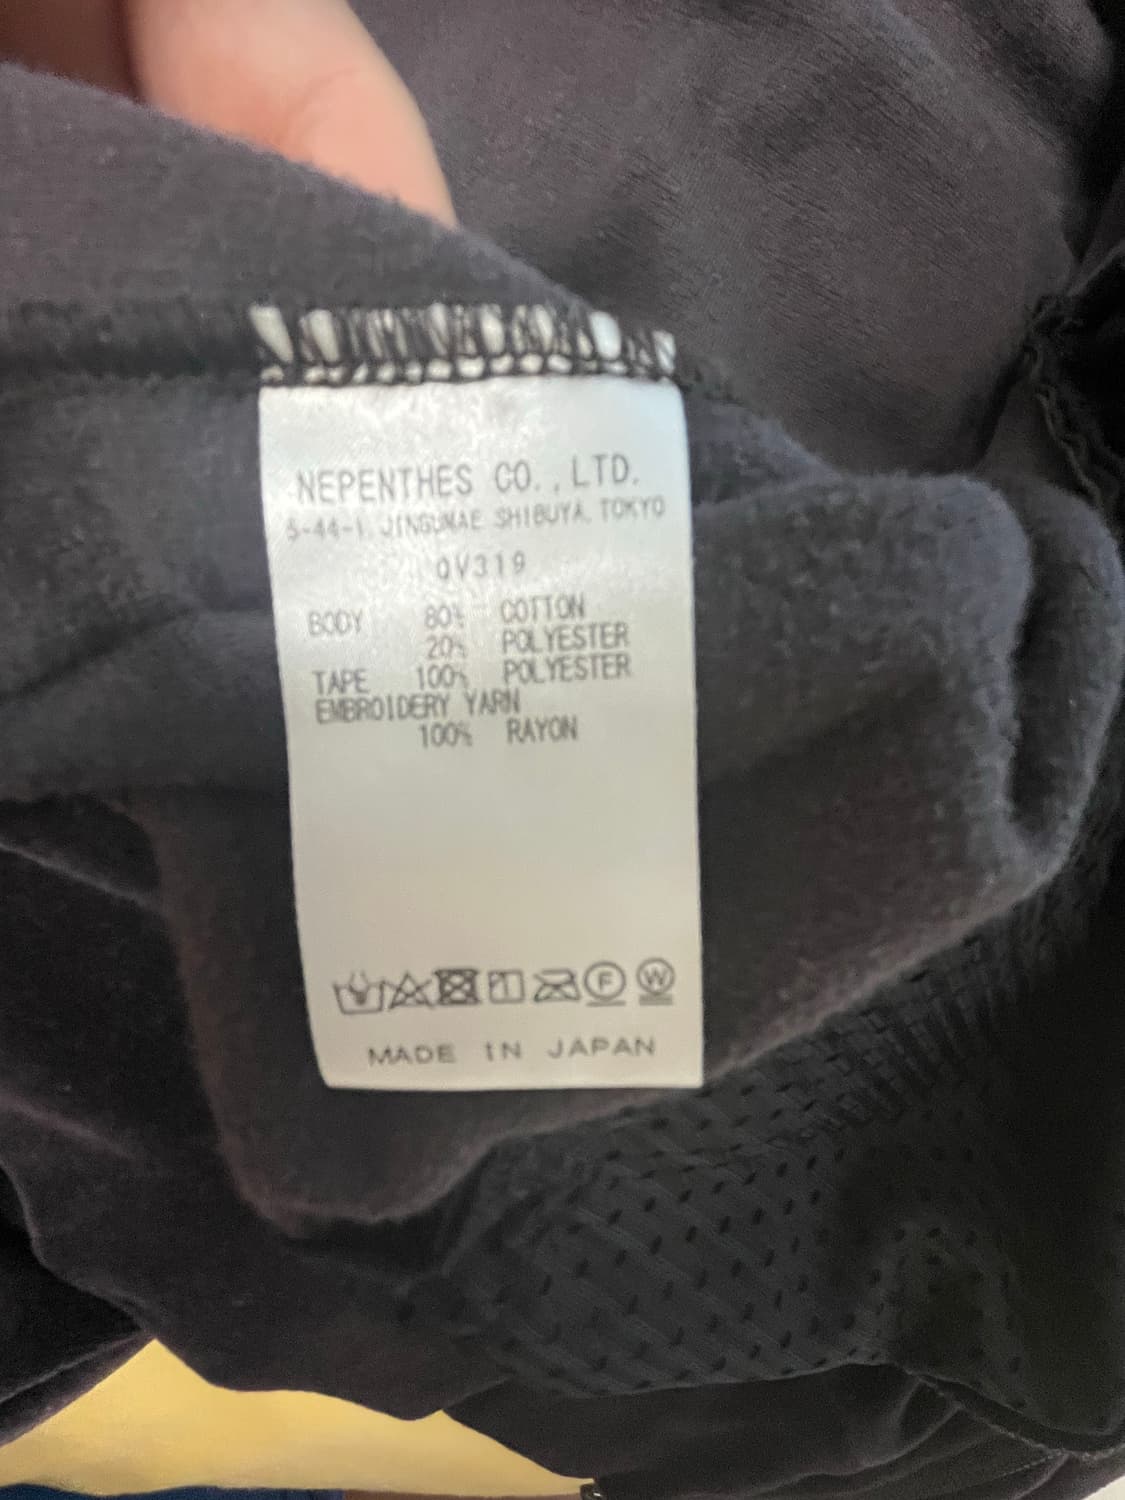 NEPENTHES CO., LTD.
5-44-1, JINGUMAE SHIBUYA, TOKYO
QV319
BODY 80% COTTON
20% POLYESTER
TAPE 100% POLYESTER
EMBROIDERY YARN
100% RAYON
F W
MADE IN JAPAN